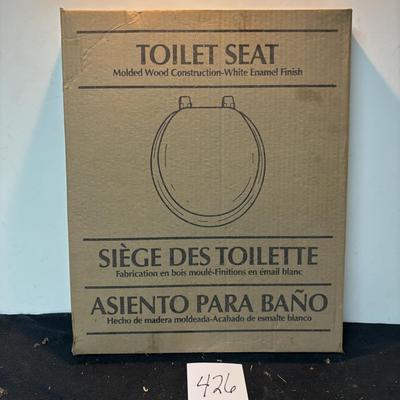 TOILET SEAT
Molded Wood Construction-White Enamel Finish
SIÈGE DES TOILETTE
Fabrication en bois moulé-Finitions en émail blanc
ASIENTO PARA BAÑO
Hecho de madera moldeada-Acabado de esmalte blanco
426